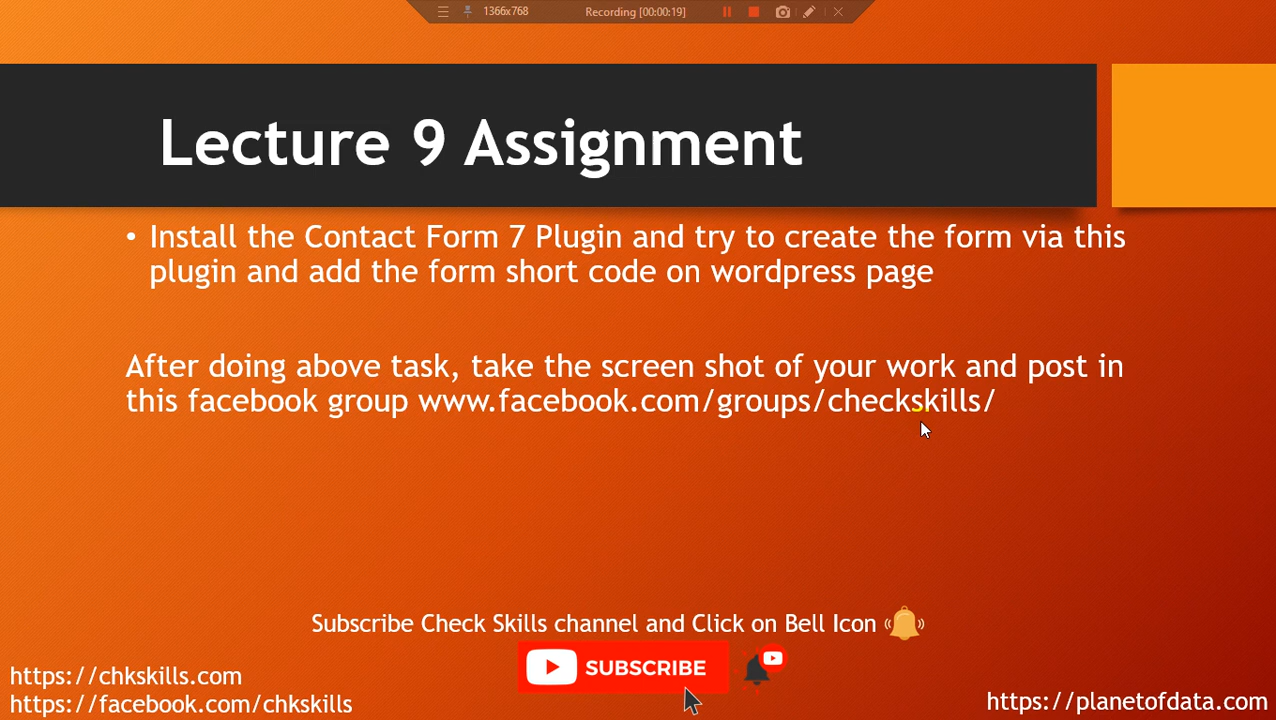 1366x768 Recording [00:00:19]
Lecture 9 Assignment
• Install the Contact Form 7 Plugin and try to create the form via this
plugin and add the form short code on wordpress page
After doing above task, take the screen shot of your work and post in
this facebook group www.facebook.com/groups/checkskills/
Subscribe Check Skills channel and Click on Bell Icon
SUBSCRIBE
https://chkskills.com
https://facebook.com/chkskills
https://planetofdata.com